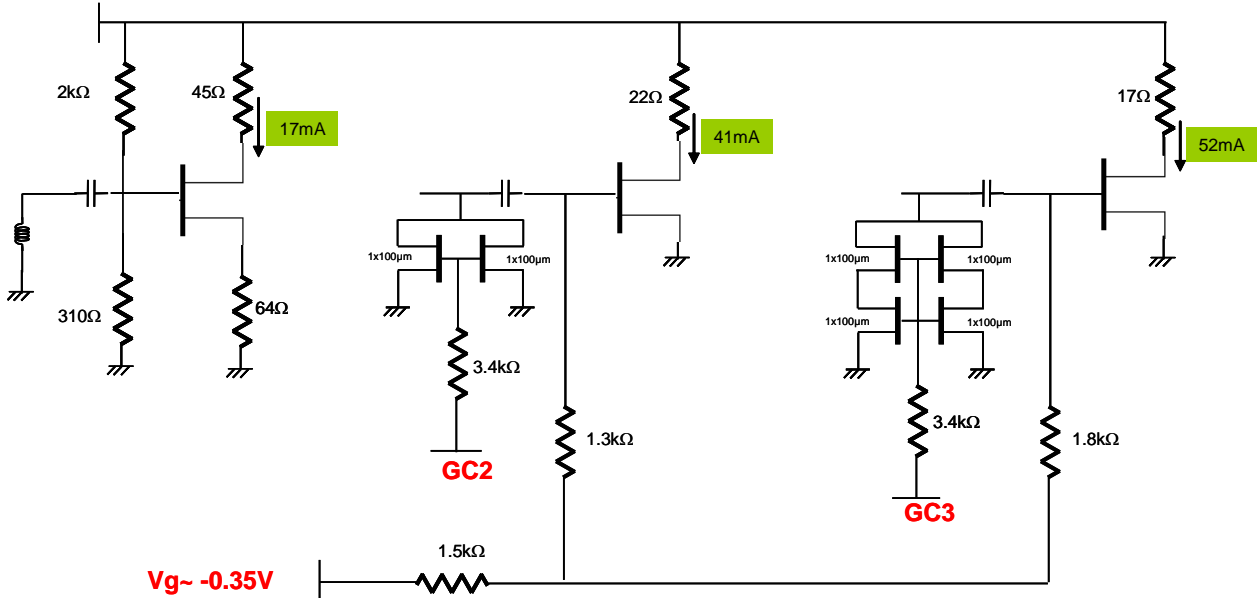 2kΩ
45Ω
17mA
22Ω
41mA
17Ω
52mA
1x100µm
1x100µm
1x100µm
1x100µm
310Ω
64Ω
1x100µm
1x100µm
3.4kΩ
3.4kΩ
1.3kΩ
1.8kΩ
GC2
GC3
1.5kΩ
Vg~ -0.35V